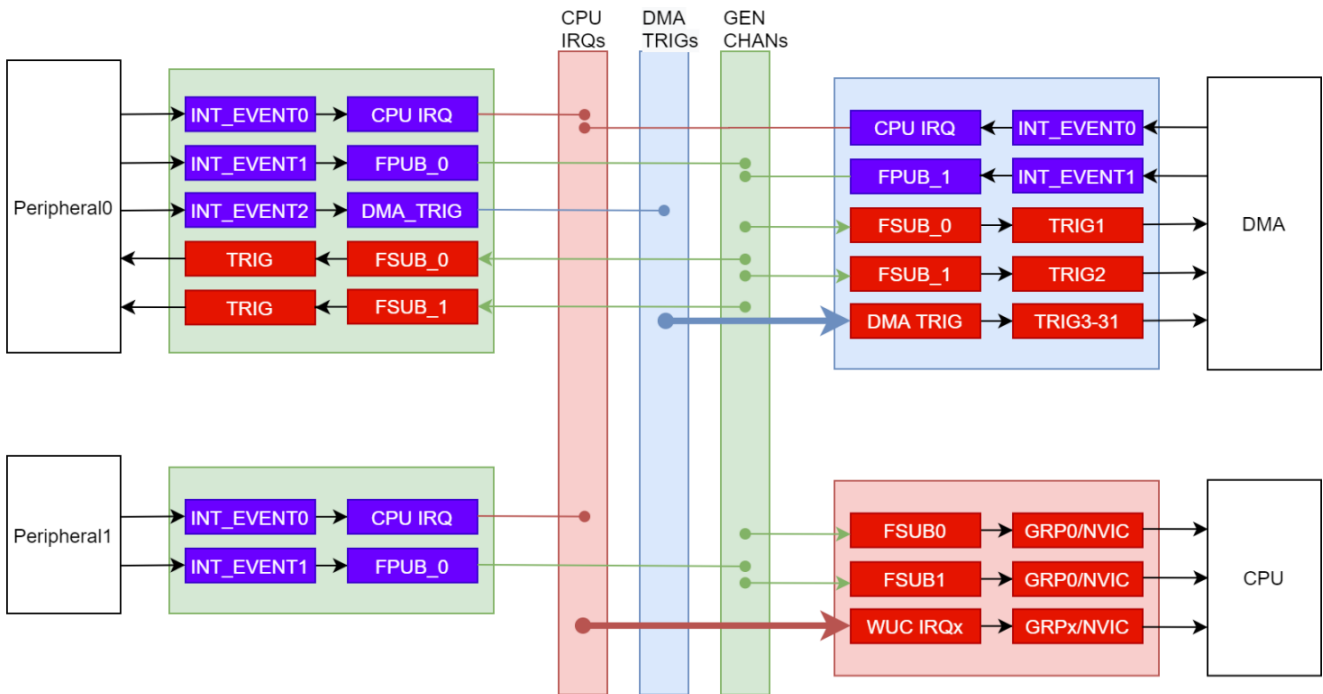 CPU
IRQs
DMA
TRIGs
GEN
CHANs
Peripheral0
INT_EVENT0
CPU IRQ
INT_EVENT1
FPUB_0
INT_EVENT2
DMA_TRIG
TRIG
FSUB_0
TRIG
FSUB_1
CPU IRQ
INT_EVENT0
FPUB_1
INT_EVENT1
FSUB_0
TRIG1
FSUB_1
TRIG2
DMA TRIG
TRIG3-31
DMA
Peripheral1
INT_EVENT0
CPU IRQ
INT_EVENT1
FPUB_0
FSUB0
GRP0/NVIC
FSUB1
GRP0/NVIC
WUC IRQx
GRPx/NVIC
CPU